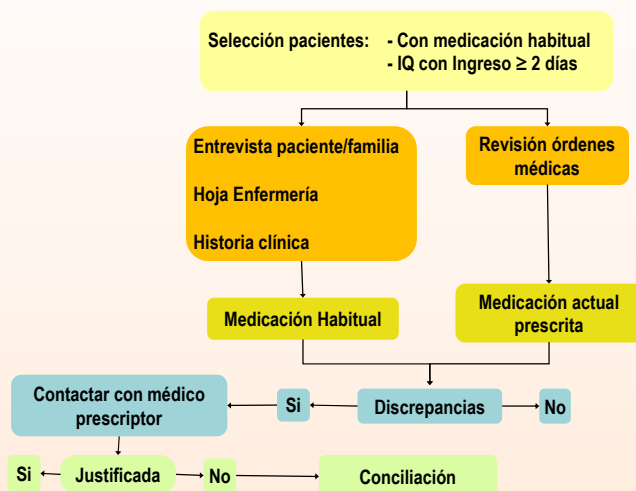 Selección pacientes: - Con medicación habitual
- IQ con Ingreso ≥ 2 días
Entrevista paciente/familia
Hoja Enfermería
Historia clínica
Revisión órdenes
médicas
Medicación Habitual
Medicación actual
prescrita
Contactar con médico
prescriptor
Si
Discrepancias
No
Si
Justificada
No
Conciliación